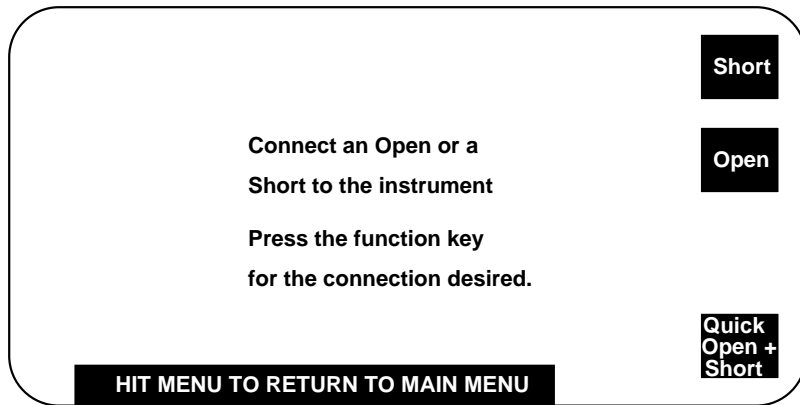 Short
Connect an Open or a
Open
Short to the instrument
Press the function key
for the connection desired.
Quick
Open +
Short
HIT MENU TO RETURN TO MAIN MENU